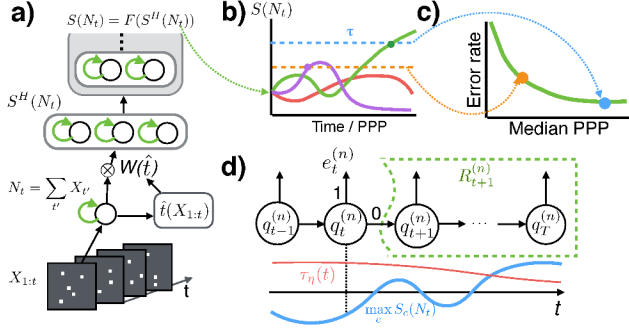 a)
S(N_t) = F(S^H(N_t))
S^H(N_t)
W(t̂)
N_t = ∑_{t'} X_{t'}
t̂(X_{1:t})
X_{1:t}
t
b)
S(N_t)
τ
Time / PPP
c)
Error rate
Median PPP
d)
e_t^{(n)}
R_{t+1}^{(n)}
1
0
q_{t-1}^{(n)} q_t^{(n)} q_{t+1}^{(n)} ... q_T^{(n)}
τ_η(t)
max_c S_c(N_t)
t